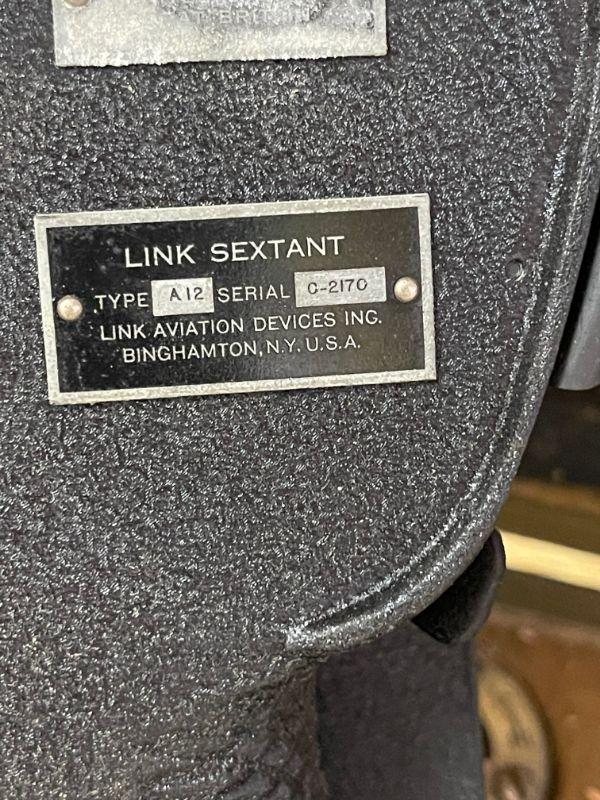 LINK SEXTANT
TYPE A12 SERIAL C-2170
LINK AVIATION DEVICES INC.
BINGHAMTON, N.Y. U.S.A.